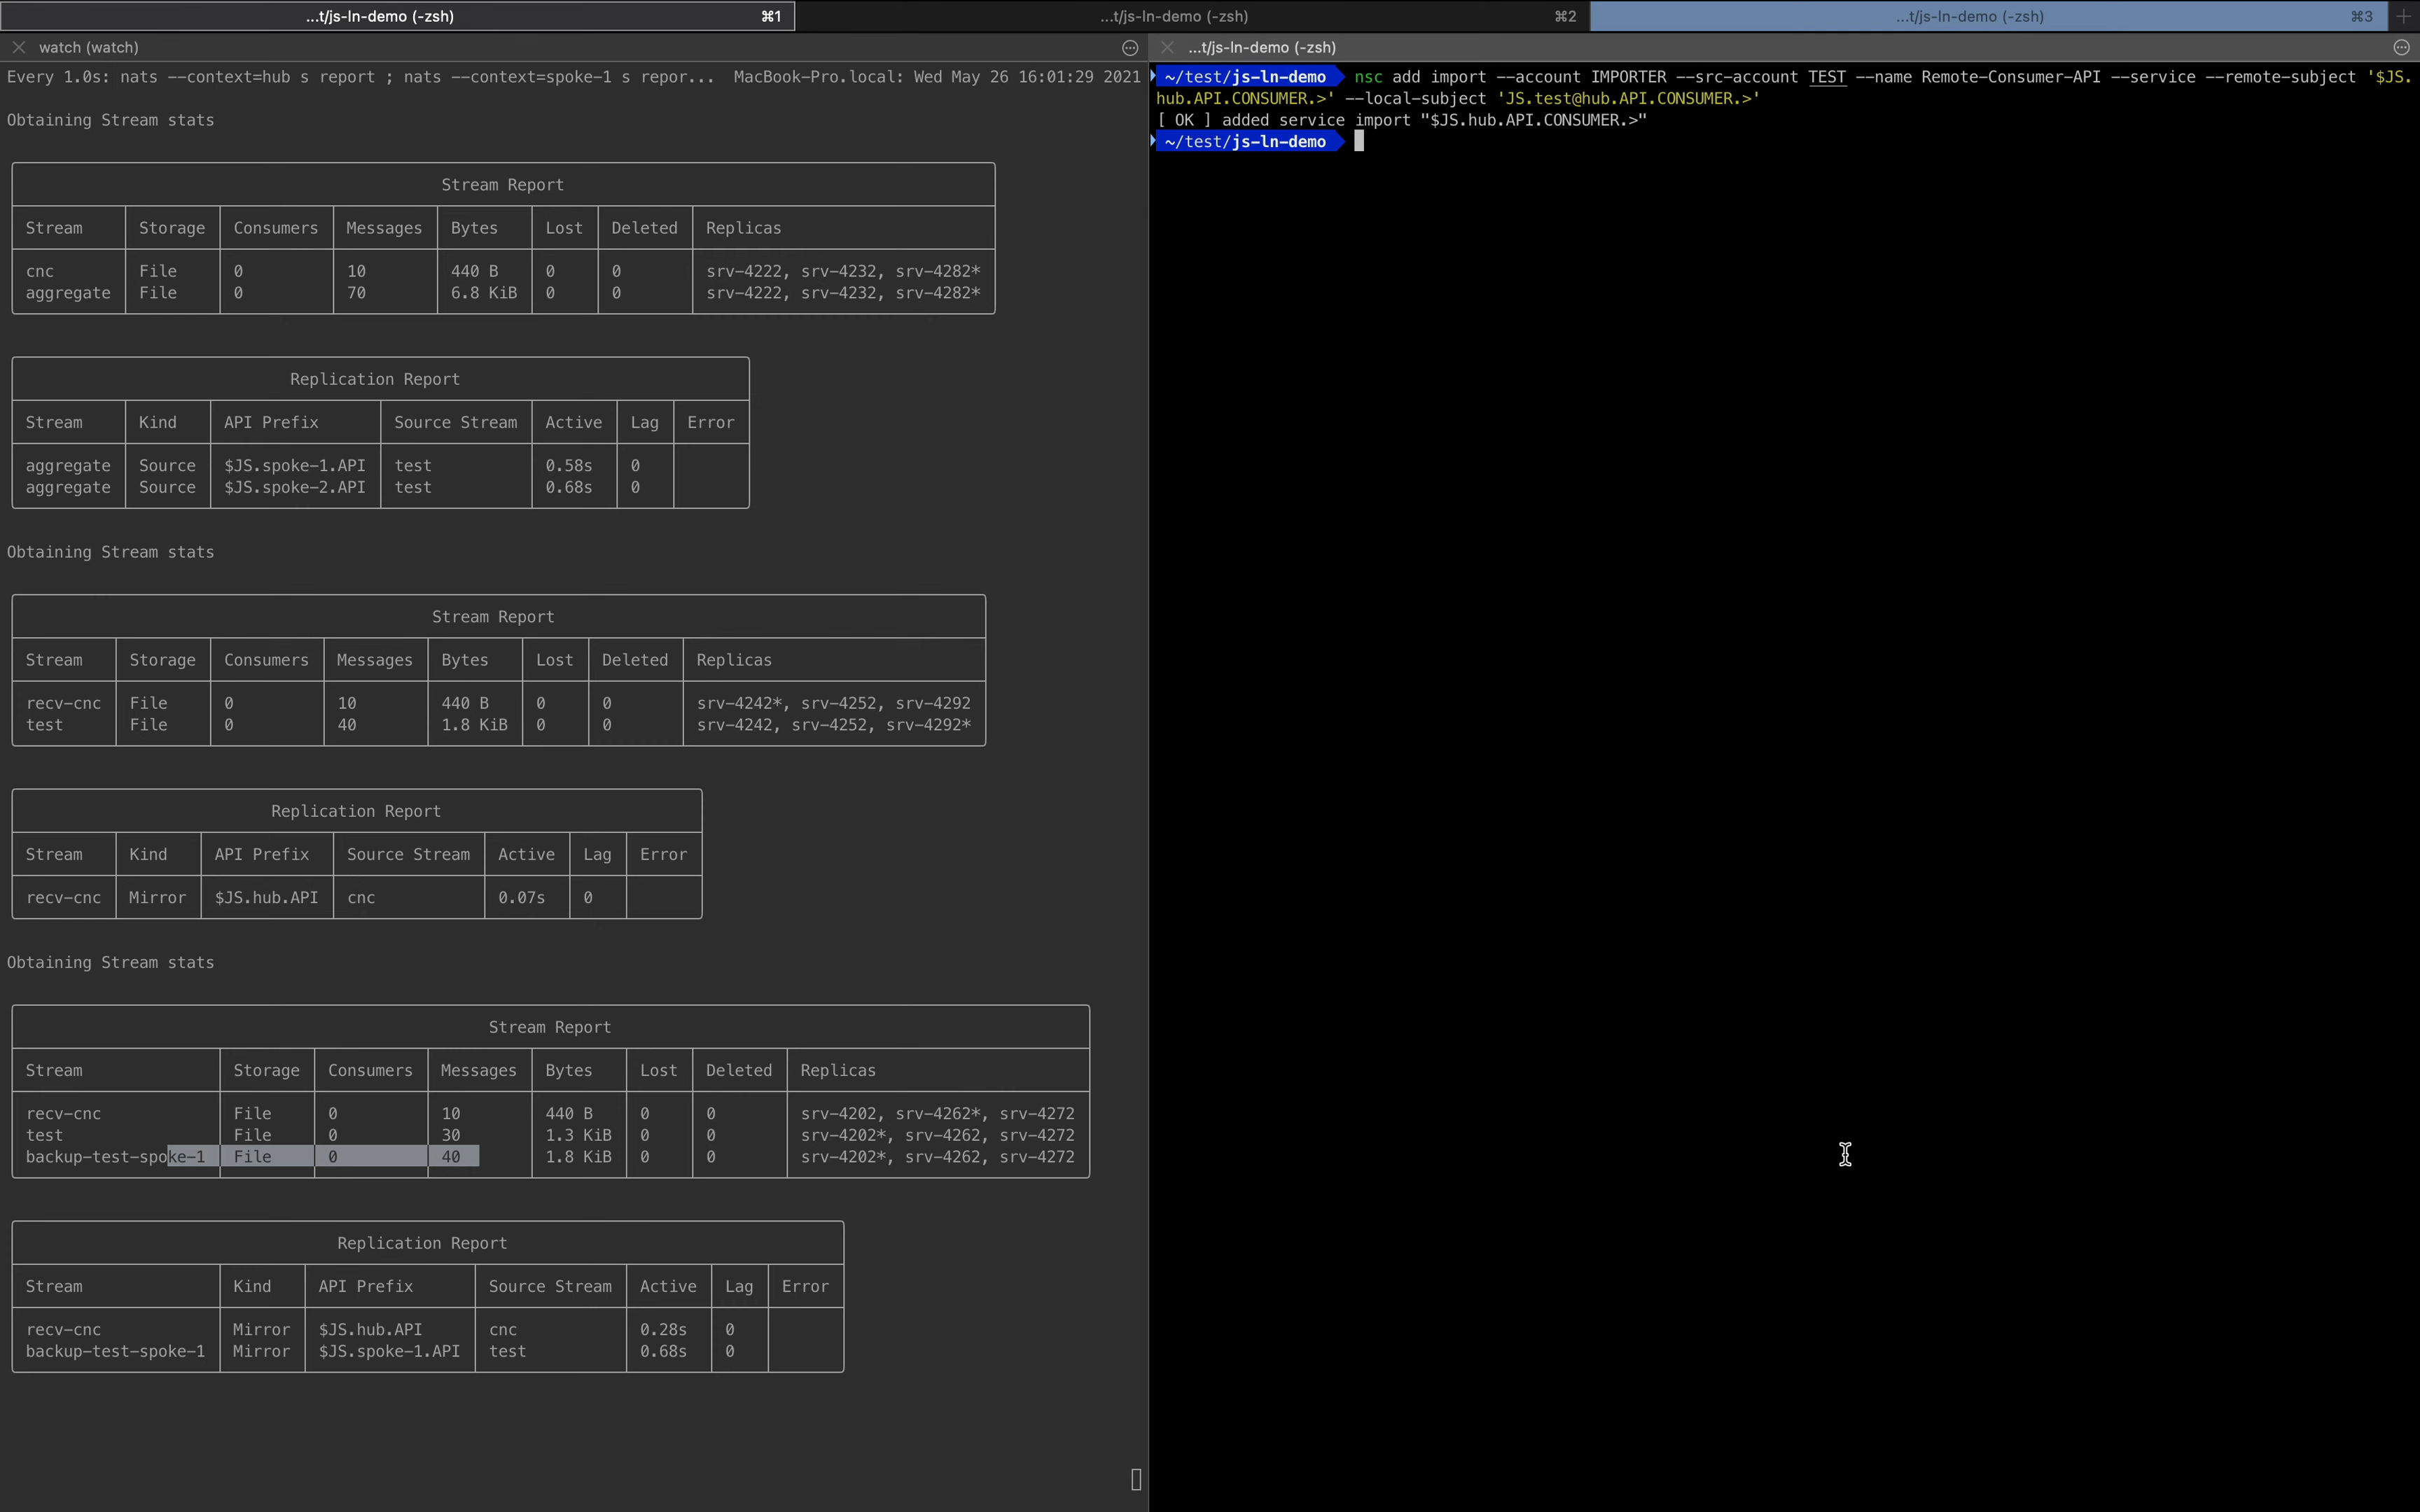 ...t/js-ln-demo (-zsh) ⌘1 ...t/js-ln-demo (-zsh) ⌘2 ...t/js-ln-demo (-zsh) ⌘3 +
watch (watch)
Every 1.0s: nats --context=hub s report ; nats --context=spoke-1 s repor... MacBook-Pro.local: Wed May 26 16:01:29 2021
Obtaining Stream stats
Stream Report
Stream Storage Consumers Messages Bytes Lost Deleted Replicas
cnc File 0 10 440 B 0 0 srv-4222, srv-4232, srv-4282*
aggregate File 0 70 6.8 KiB 0 0 srv-4222, srv-4232, srv-4282*
Replication Report
Stream Kind API Prefix Source Stream Active Lag Error
aggregate Source $JS.spoke-1.API test 0.58s 0
aggregate Source $JS.spoke-2.API test 0.68s 0
Obtaining Stream stats
Stream Report
Stream Storage Consumers Messages Bytes Lost Deleted Replicas
recv-cnc File 0 10 440 B 0 0 srv-4242*, srv-4252, srv-4292
test File 0 40 1.8 KiB 0 0 srv-4242, srv-4252, srv-4292*
Replication Report
Stream Kind API Prefix Source Stream Active Lag Error
recv-cnc Mirror $JS.hub.API cnc 0.07s 0
Obtaining Stream stats
Stream Report
Stream Storage Consumers Messages Bytes Lost Deleted Replicas
recv-cnc File 0 10 440 B 0 0 srv-4202, srv-4262*, srv-4272
test File 0 30 1.3 KiB 0 0 srv-4202*, srv-4262, srv-4272
backup-test-spoke-1 File 0 40 1.8 KiB 0 0 srv-4202*, srv-4262, srv-4272
Replication Report
Stream Kind API Prefix Source Stream Active Lag Error
recv-cnc Mirror $JS.hub.API cnc 0.28s 0
backup-test-spoke-1 Mirror $JS.spoke-1.API test 0.68s 0
...t/js-ln-demo (-zsh)
~/test/js-ln-demo nsc add import --account IMPORTER --src-account TEST --name Remote-Consumer-API --service --remote-subject '$JS.
hub.API.CONSUMER.>' --local-subject 'JS.test@hub.API.CONSUMER.>'
[ OK ] added service import "$JS.hub.API.CONSUMER.>"
~/test/js-ln-demo